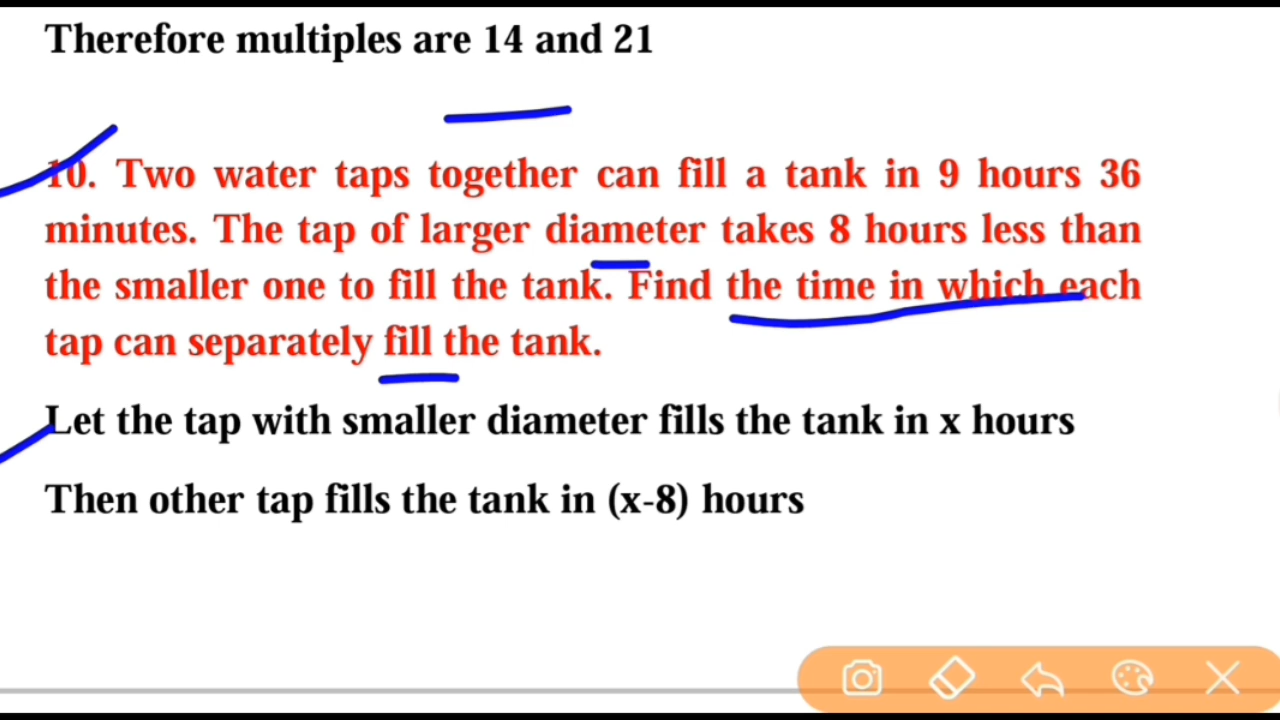 Therefore multiples are 14 and 21
10. Two water taps together can fill a tank in 9 hours 36
minutes. The tap of larger diameter takes 8 hours less than
the smaller one to fill the tank. Find the time in which each
tap can separately fill the tank.
Let the tap with smaller diameter fills the tank in x hours
Then other tap fills the tank in (x-8) hours